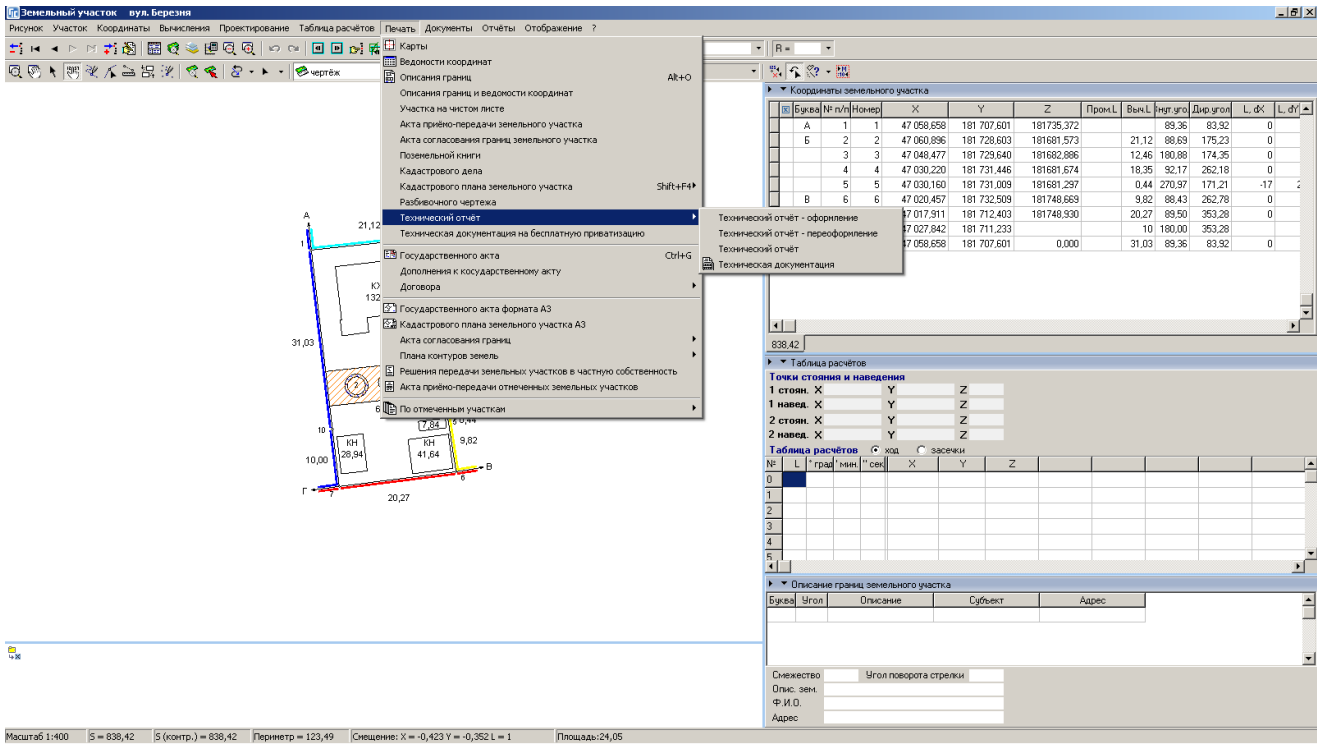 Земельный участок вул. Березня
Рисунок Участок Координаты Вычисления Проектирование Таблица расчётов Печать Документы Отчёты Отображение ?
R =
чертёж
Карты
Ведомости координат
Описания границ Alt+O
Описания границ и ведомости координат
Участка на чистом листе
Акта приёмо-передачи земельного участка
Акта согласования границ земельного участка
Поземельной книги
Кадастрового дела
Кадастрового плана земельного участка Shift+F4
Разбивочного чертежа
Технический отчёт
Техническая документация на бесплатную приватизацию
Государственного акта Ctrl+G
Дополнения к косударственному акту
Договора
Государственного акта формата А3
Кадастрового плана земельного участка А3
Акта согласования границ
Плана контуров земель
Решения передачи земельных участков в частную собственность
Акта приёмо-передачи отмеченных земельных участков
По отмеченным участкам
Технический отчёт - оформление
Технический отчёт - переоформление
Технический отчёт
Техническая документация
А
21,12
1
КУ
132
31,03
2
6
7,84
0,44
10
КН
28,94
КН
41,64
9,82
10,00
В
6
Г
7
20,27
Координаты земельного участка
Буква № п/п Номер X Y Z Пром.L Выч.L Внут.уго. Дир.угол L, dX L, dY
А 1 1 47 058,658 181 707,601 181735,372 89,36 83,92 0
Б 2 2 47 060,896 181 728,603 181681,573 21,12 88,69 175,23 0
3 3 47 048,477 181 729,640 181682,886 12,46 180,88 174,35 0
4 4 47 030,220 181 731,446 181681,674 18,35 92,17 262,18 0
5 5 47 030,160 181 731,009 181681,297 0,44 270,97 171,21 -17 2
В 6 6 47 020,457 181 732,509 181748,669 9,82 88,43 262,78 0
47 017,911 181 712,403 181748,930 20,27 89,50 353,28 0
47 027,842 181 711,233 10 180,00 353,28
47 058,658 181 707,601 0,000 31,03 89,36 83,92 0
838,42
Таблица расчётов
Точки стояния и наведения
1 стоян. X Y Z
1 навед. X Y Z
2 стоян. X Y Z
2 навед. X Y Z
Таблица расчётов ход засечки
№ L ° град ' мин. '' сек X Y Z
0
1
2
3
4
5
Описание границ земельного участка
Буква Угол Описание Субъект Адрес
Смежество Угол поворота стрелки
Опис. зем.
Ф.И.О.
Адрес
Масштаб 1:400 S = 838,42 S (контр.) = 838,42 Периметр = 123,49 Смещение: X = -0,423 Y = -0,352 L = 1 Площадь:24,05